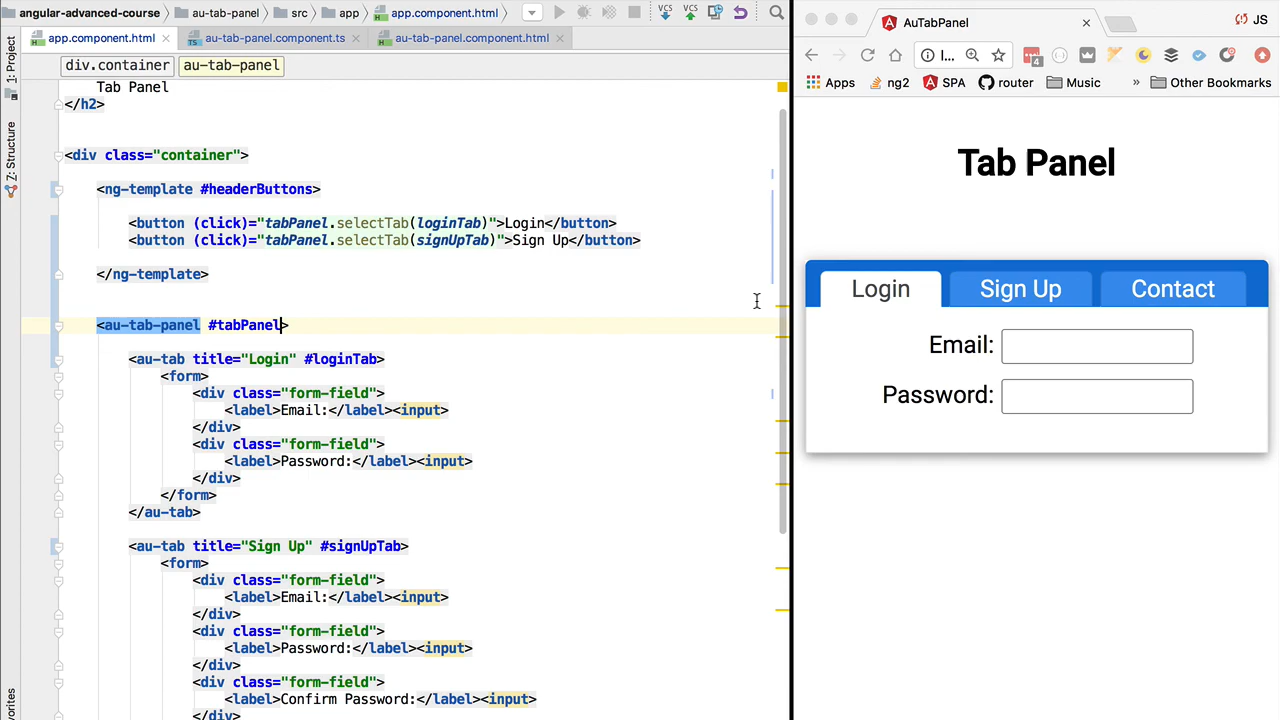 angular-advanced-course
au-tab-panel
src
app
app.component.html
VCS
VCS
app.component.html
au-tab-panel.component.ts
au-tab-panel.component.html
div.container
au-tab-panel
1: Project
Z: Structure
vorites
Tab Panel
</h2>
<div class="container">
<ng-template #headerButtons>
<button (click)="tabPanel.selectTab(loginTab)">Login</button>
<button (click)="tabPanel.selectTab(signUpTab)">Sign Up</button>
</ng-template>
<au-tab-panel #tabPanel>
<au-tab title="Login" #loginTab>
<form>
<div class="form-field">
<label>Email:</label><input>
</div>
<div class="form-field">
<label>Password:</label><input>
</div>
</form>
</au-tab>
<au-tab title="Sign Up" #signUpTab>
<form>
<div class="form-field">
<label>Email:</label><input>
</div>
<div class="form-field">
<label>Password:</label><input>
</div>
<div class="form-field">
<label>Confirm Password:</label><input>
</div>
AuTabPanel
JS
4
Apps
ng2
SPA
router
Music
»
Other Bookmarks
Tab Panel
Login
Sign Up
Contact
Email:
Password: